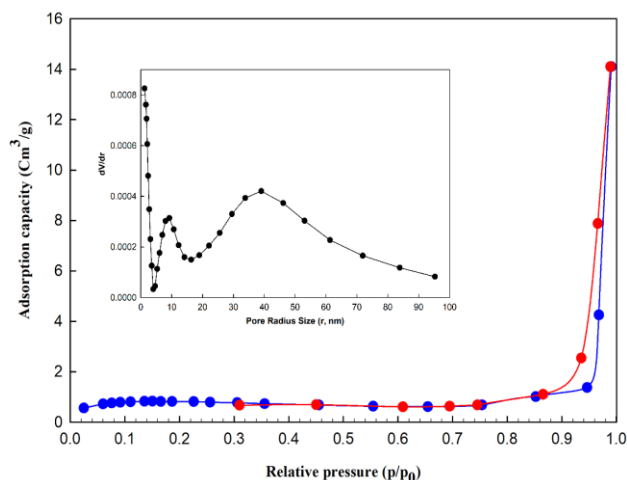 Adsorption capacity (Cm³/g)
16
14
12
10
8
6
4
2
0
0.0 0.1 0.2 0.3 0.4 0.5 0.6 0.7 0.8 0.9 1.0
Relative pressure (p/p₀)
dV/dr
0.0008
0.0006
0.0004
0.0002
0.0000
0 10 20 30 40 50 60 70 80 90 100
Pore Radius Size (r, nm)